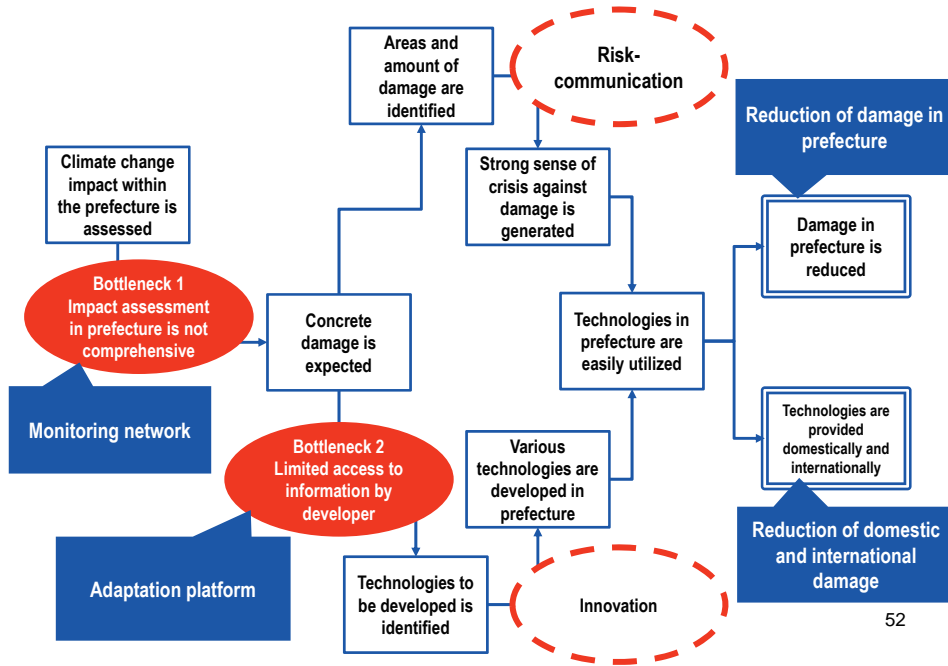 Areas and
amount of
damage are
identified
Risk-
communication
Reduction of damage in
prefecture
Climate change
impact within
the prefecture is
assessed
Strong sense of
crisis against
damage is
generated
Damage in
prefecture is
reduced
Bottleneck 1
Impact assessment
in prefecture is not
comprehensive
Concrete
damage is
expected
Technologies in
prefecture are
easily utilized
Monitoring network
Bottleneck 2
Limited access to
information by
developer
Various
technologies are
developed in
prefecture
Technologies are
provided
domestically and
internationally
Adaptation platform
Technologies to
be developed is
identified
Innovation
Reduction of domestic
and international
damage
52